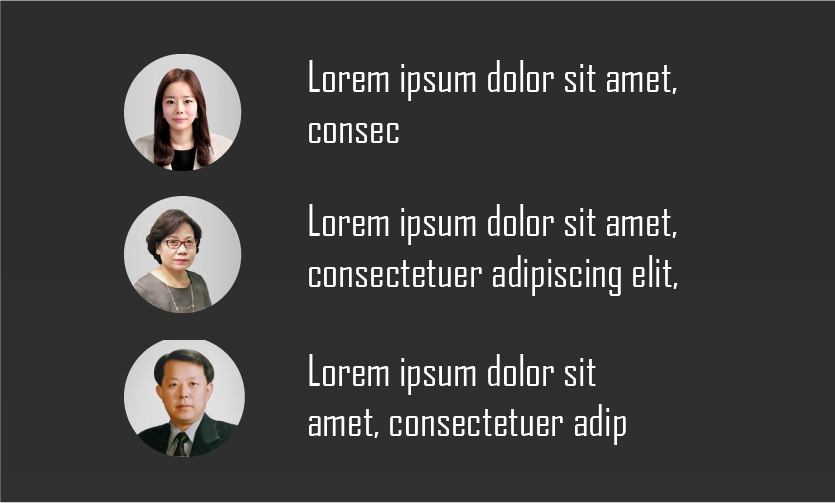 Lorem ipsum dolor sit amet,
consec
Lorem ipsum dolor sit amet,
consectetuer adipiscing elit,
Lorem ipsum dolor sit
amet, consectetuer adip